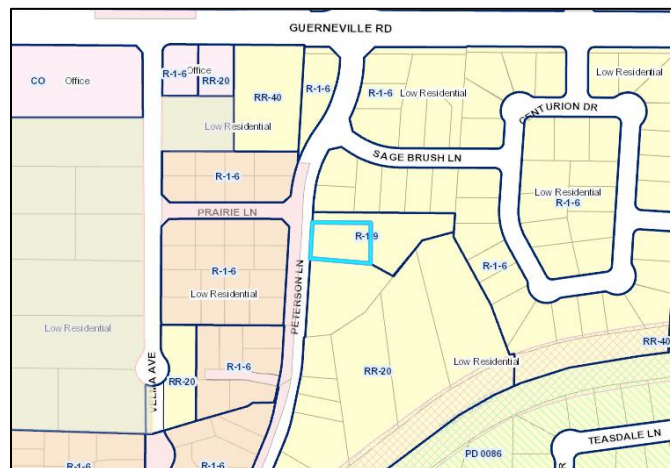 GUERNEVILLE RD
CO
Office
R-1-6
Office
RR-20
RR-40
R-1-6
R-1-6
Low Residential
Low Residential
CENTURION DR
Low Residential
SAGE BRUSH LN
R-1-6
Low Residential
R-1-6
PRAIRIE LN
R-1-9
R-1-6
R-1-6
Low Residential
PETERSON LN
Low Residential
VELMA AVE
RR-20
R-1-6
RR-20
Low Residential
RR-40
R-1-6
R-1-6
PD 0086
TEASDALE LN